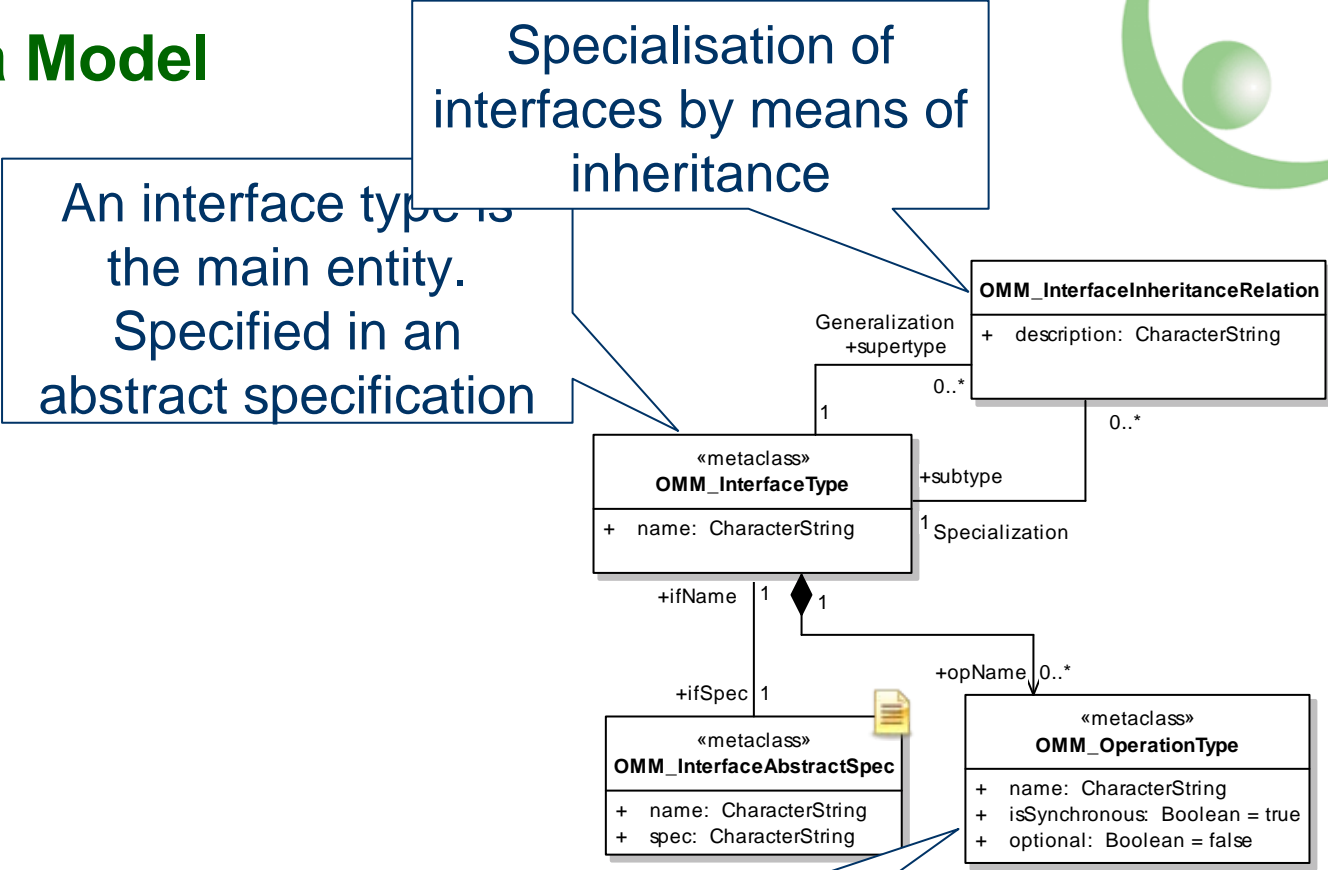 a Model
Specialisation of
interfaces by means of
inheritance
An interface type is
the main entity.
Specified in an
abstract specification
OMM_InterfaceInheritanceRelation
+ description: CharacterString
Generalization
+supertype
0..*
1
0..*
«metaclass»
OMM_InterfaceType
+ name: CharacterString
+subtype
1
Specialization
+ifName
1
1
+ifSpec
1
+opName
0..*
«metaclass»
OMM_InterfaceAbstractSpec
+ name: CharacterString
+ spec: CharacterString
«metaclass»
OMM_OperationType
+ name: CharacterString
+ isSynchronous: Boolean = true
+ optional: Boolean = false